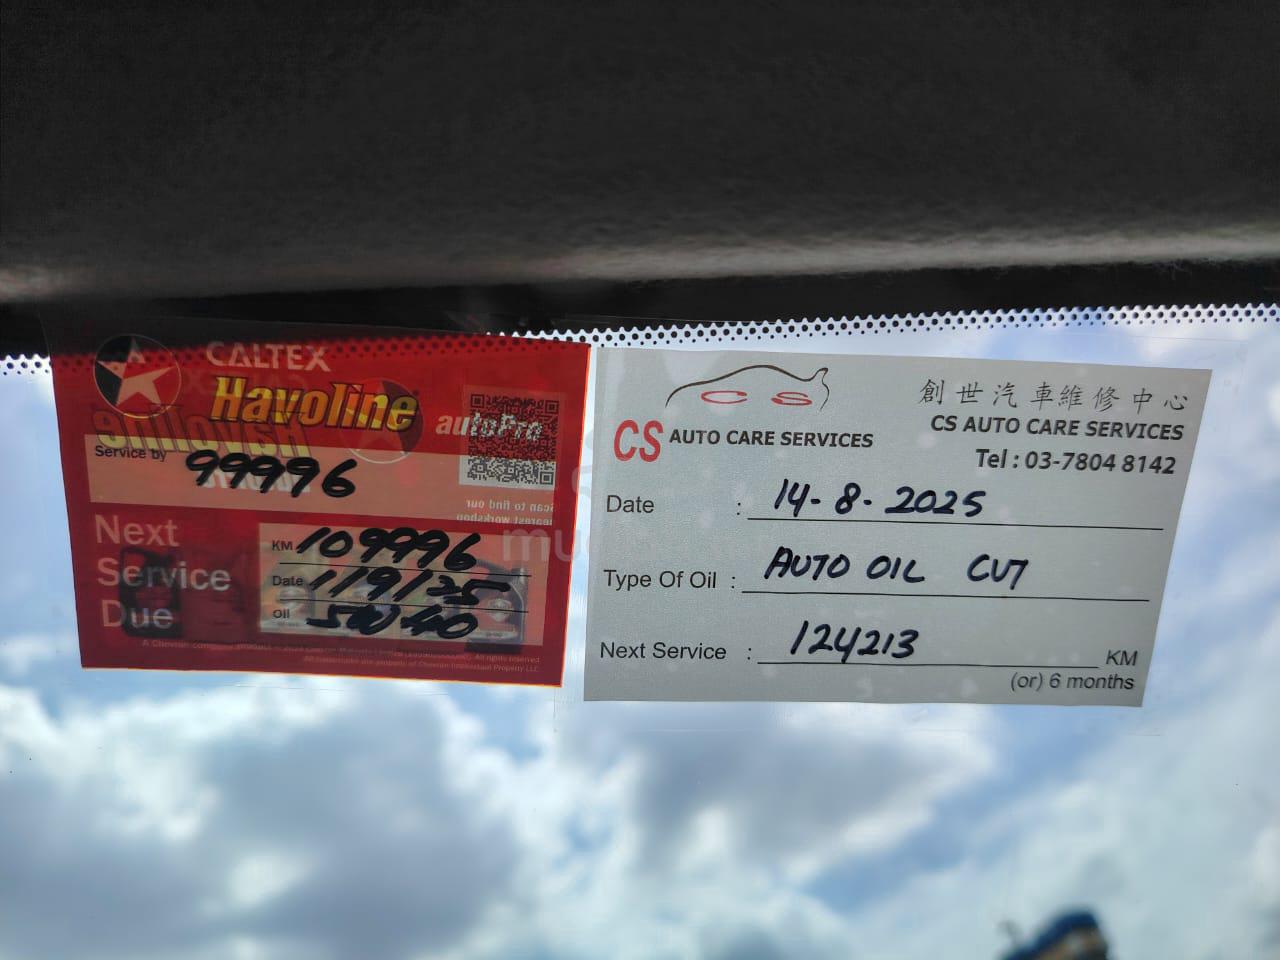 CALTEX
Havoline
autoPro
Service by 99996
Next
Service
Due
KM 109996
Date 1/9/25
Oil 5W40
創世汽車維修中心
CS AUTO CARE SERVICES
CS AUTO CARE SERVICES
Tel : 03-7804 8142
Date : 14-8-2025
Type Of Oil : AUTO OIL CVT
Next Service : 124213 KM
(or) 6 months